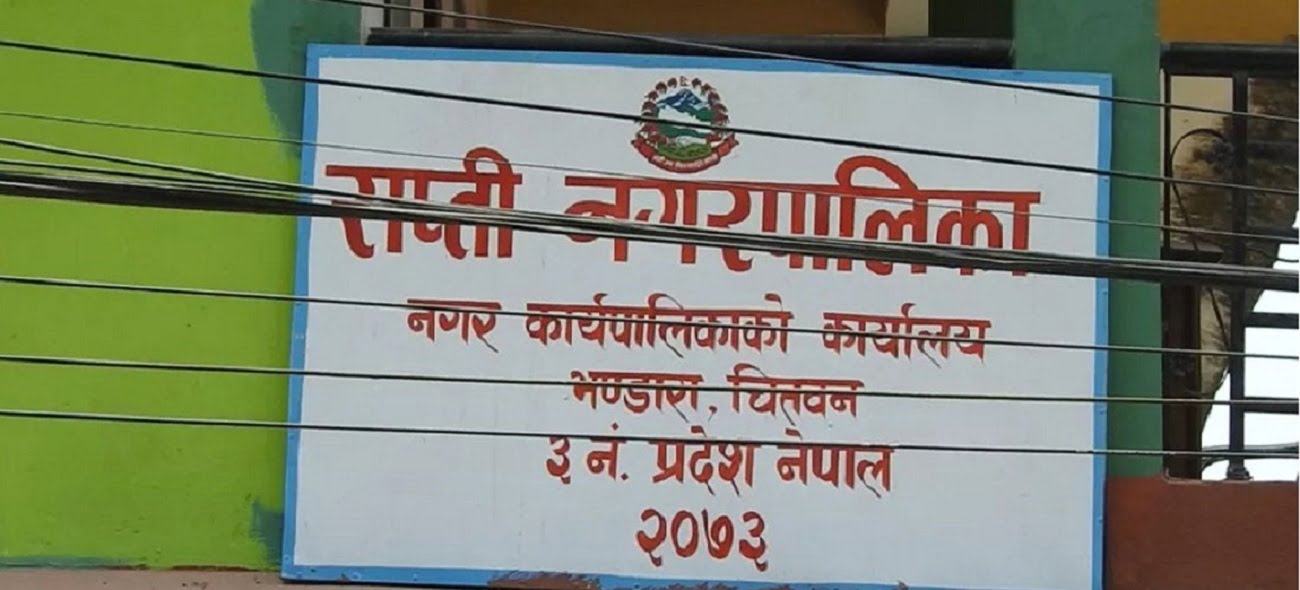 राप्ती नगरपालिका
नगर कार्यपालिकाको कार्यालय
भण्डारा, चितवन
३ नं. प्रदेश नेपाल
२०७३